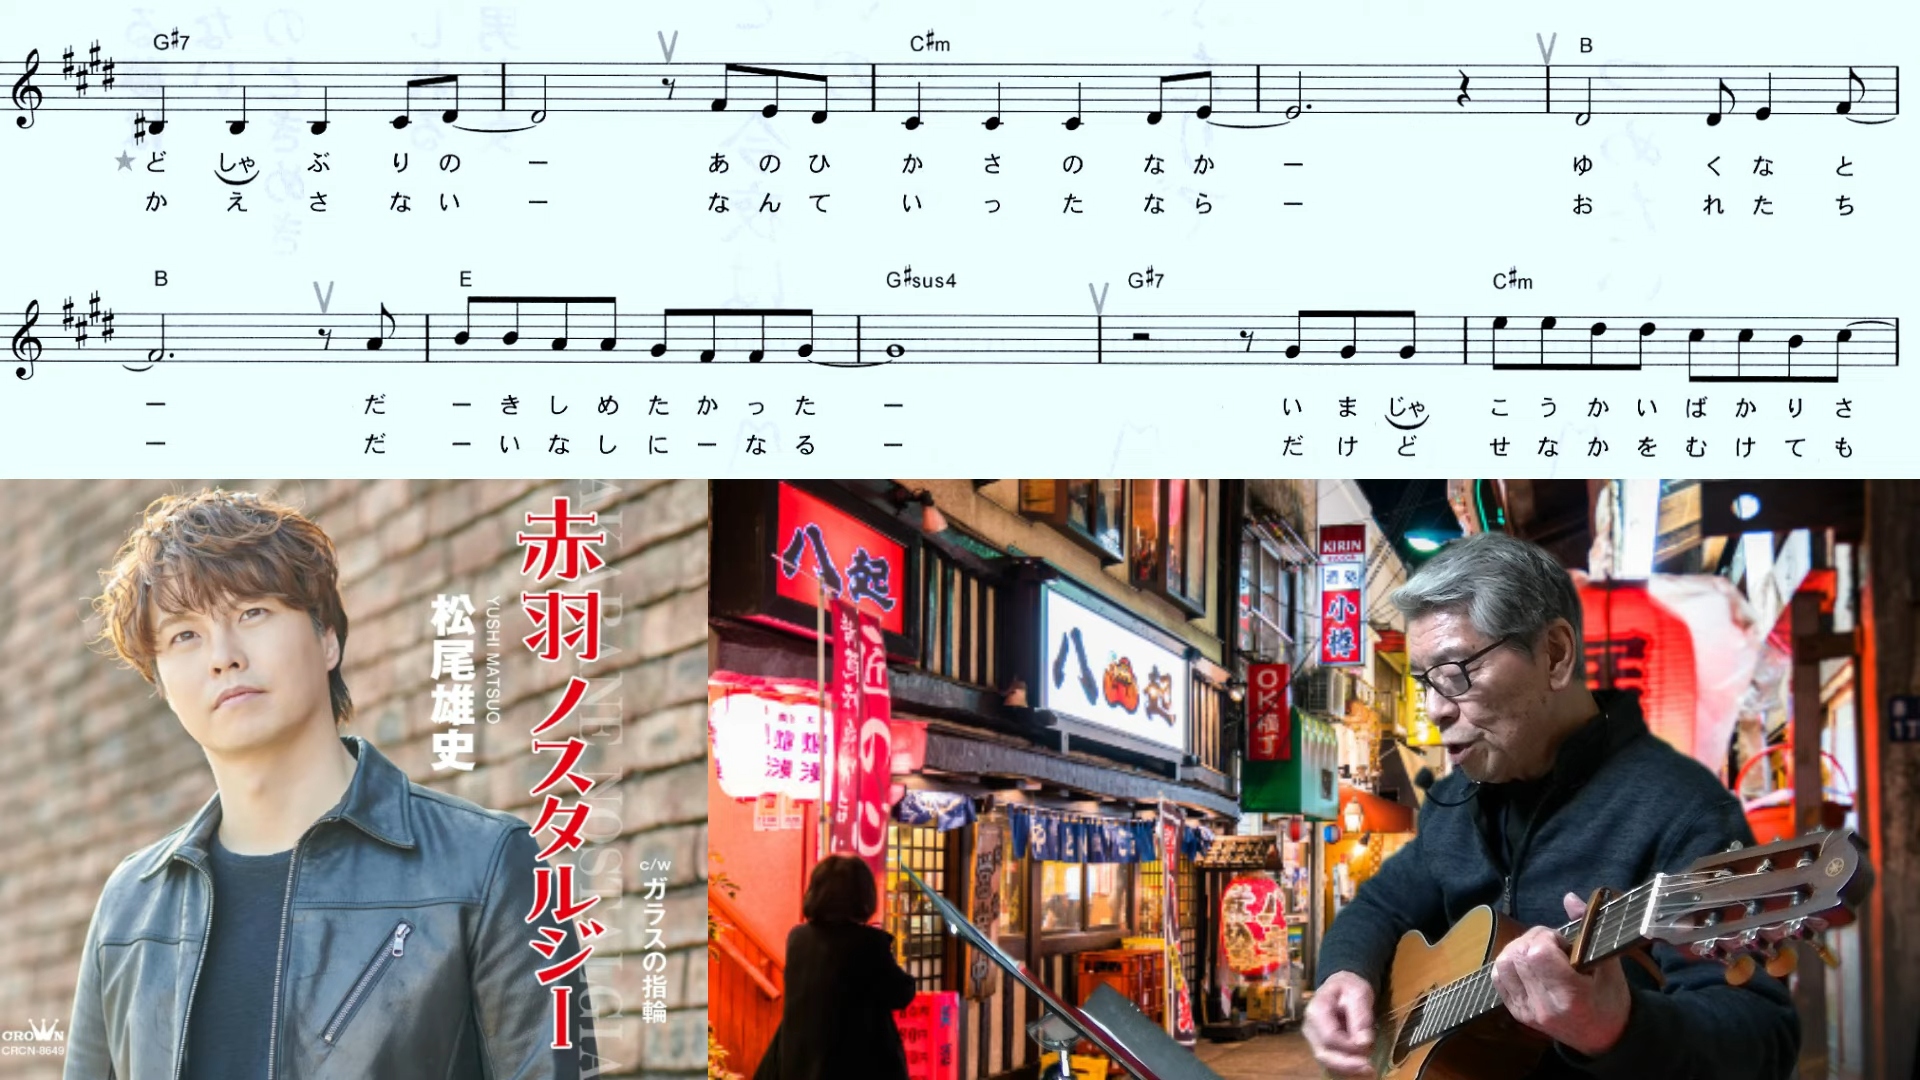 G#7 C#m B
★ど しゃ ぶ り の ー あ の ひ か さ の な か ー ゆ く な と
か え さ な い ー な ん て い っ た な ら ー お れ た ち
B E G#sus4 G#7 C#m
ー だ ー き し め た か っ た ー い ま じゃ こ う か い ば か り さ
ー だ ー い な し に ー な る ー だ け ど せ な か を む け て も
赤羽ノスタルジー
AKABANE NOSTALGIA
松尾雄史
YUSHI MATSUO
c/w
ガラスの指輪
CROWN
CRCN-8649
八起
八起
KIRIN
酒処
小樽
OK横丁